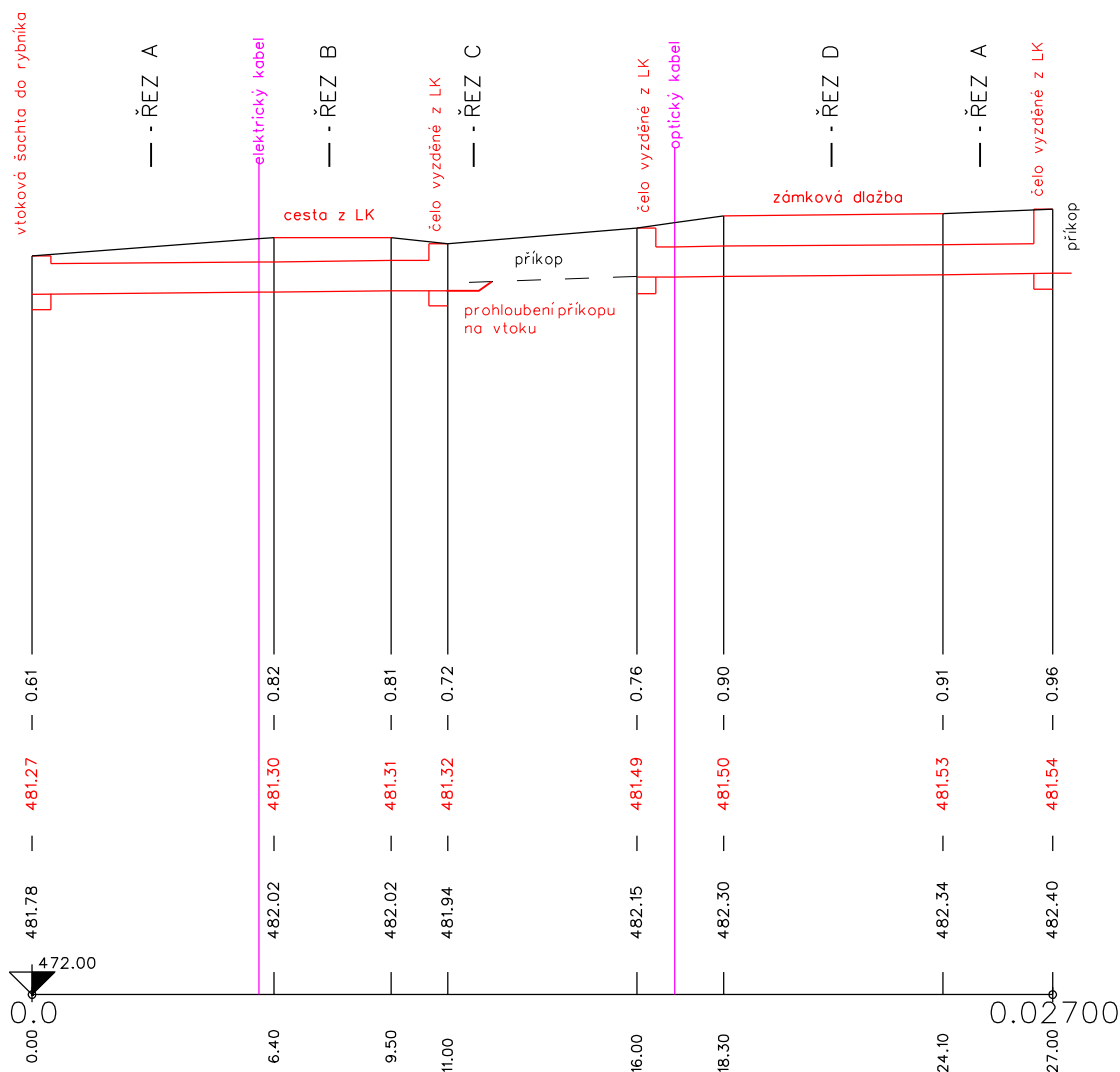 vtoková šachta do rybníka
- ŘEZ A
elektrický kabel
- ŘEZ B
čelo vyzděné z LK
- ŘEZ C
čelo vyzděné z LK
optický kabel
- ŘEZ D
- ŘEZ A
čelo vyzděné z LK
příkop
cesta z LK
zámková dlažba
příkop
prohloubení příkopu
na vtoku
0.61
0.82
0.81
0.72
0.76
0.90
0.91
0.96
481.27
481.30
481.31
481.32
481.49
481.50
481.53
481.54
481.78
482.02
482.02
481.94
482.15
482.30
482.34
482.40
472.00
0.0
0.02700
0.00
6.40
9.50
11.00
16.00
18.30
24.10
27.00